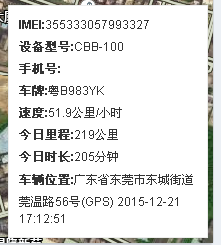 IMEI:355333057993327
设备型号:CBB-100
手机号:
车牌:粤B983YK
速度:51.9公里/小时
今日里程:219公里
今日时长:205分钟
车辆位置:广东省东莞市东城街道
莞温路56号(GPS) 2015-12-21
17:12:51